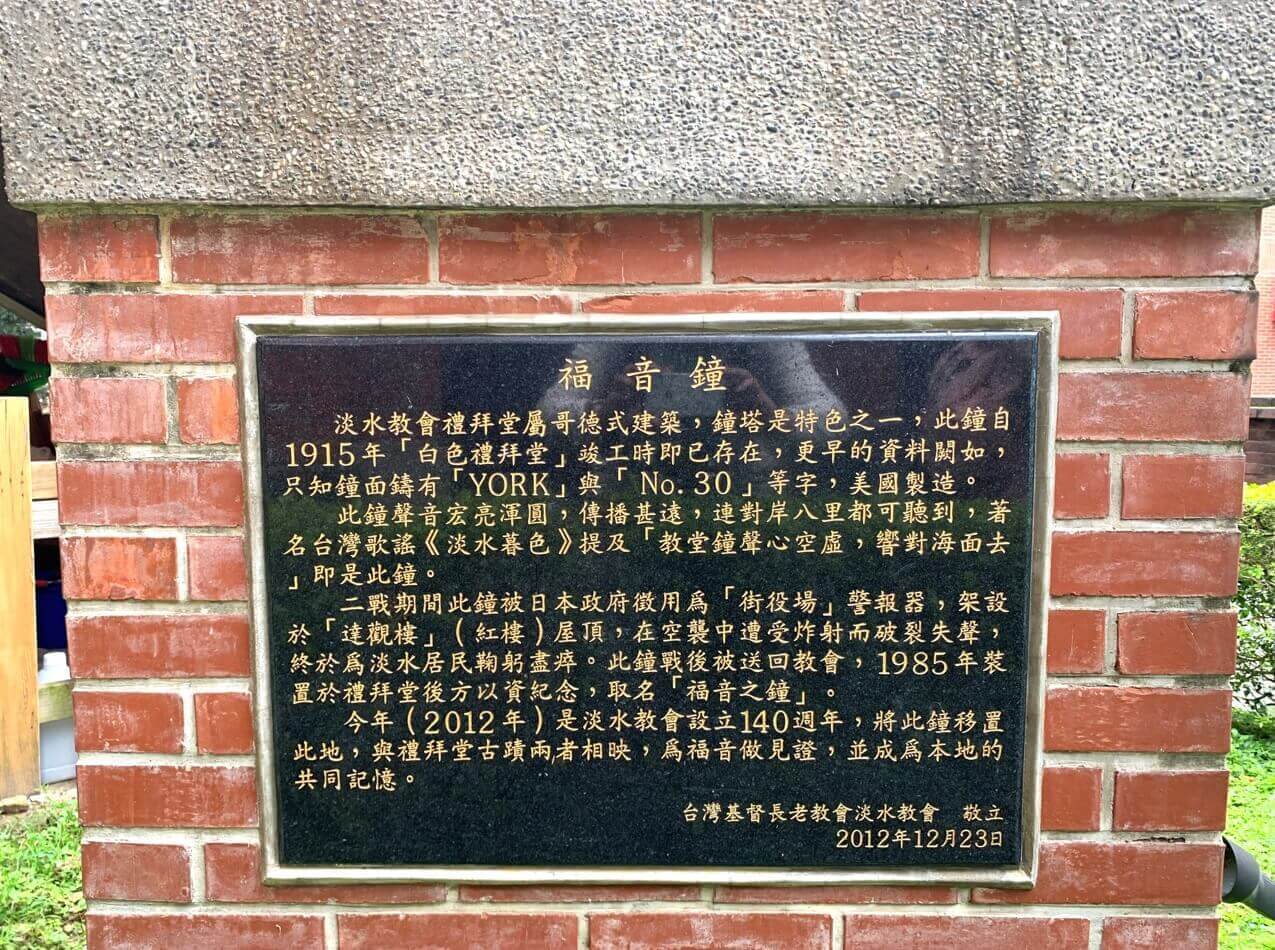 福音鐘
淡水教會禮拜堂屬哥德式建築，鐘塔是特色之一，此鐘自
1915年「白色禮拜堂」竣工時即已存在，更早的資料闕如，
只知鐘面鑄有「YORK」與「No.30」等字，美國製造。
此鐘聲音宏亮渾圓，傳播甚遠，連對岸八里都可聽到，著
名台灣歌謠《淡水暮色》提及「教堂鐘聲心空虛，響對海面去
」即是此鐘。
二戰期間此鐘被日本政府徵用爲「街役場」警報器，架設
於「達觀樓」（紅樓）屋頂，在空襲中遭受炸射而破裂失聲，
終於爲淡水居民鞠躬盡瘁。此鐘戰後被送回教會，1985年裝
置於禮拜堂後方以資紀念，取名「福音之鐘」。
今年（2012年）是淡水教會設立140週年，將此鐘移置
此地，與禮拜堂古蹟兩者相映，爲福音做見證，並成爲本地的
共同記憶。
台灣基督長老教會淡水教會　敬立
2012年12月23日